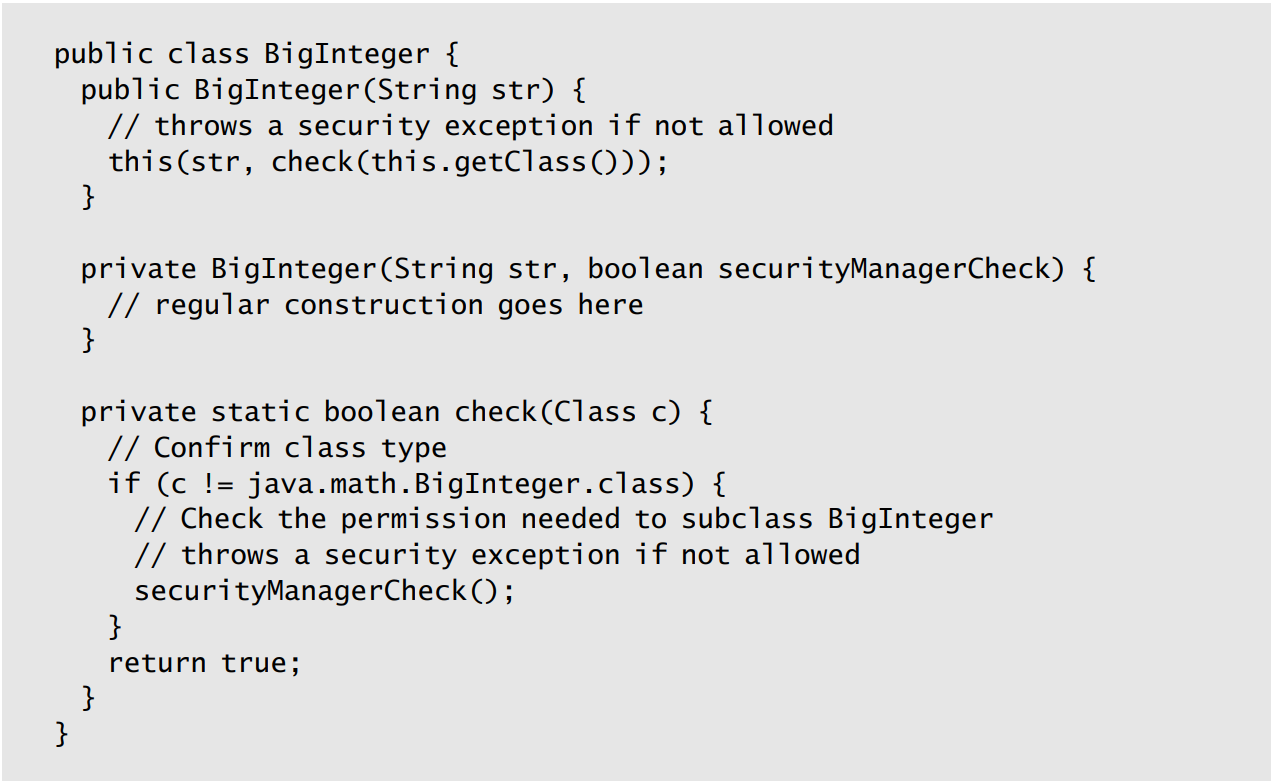 public class BigInteger {
public BigInteger(String str) {
// throws a security exception if not allowed
this(str, check(this.getClass()));
}
private BigInteger(String str, boolean securityManagerCheck) {
// regular construction goes here
}
private static boolean check(Class c) {
// Confirm class type
if (c != java.math.BigInteger.class) {
// Check the permission needed to subclass BigInteger
// throws a security exception if not allowed
securityManagerCheck();
}
return true;
}
}